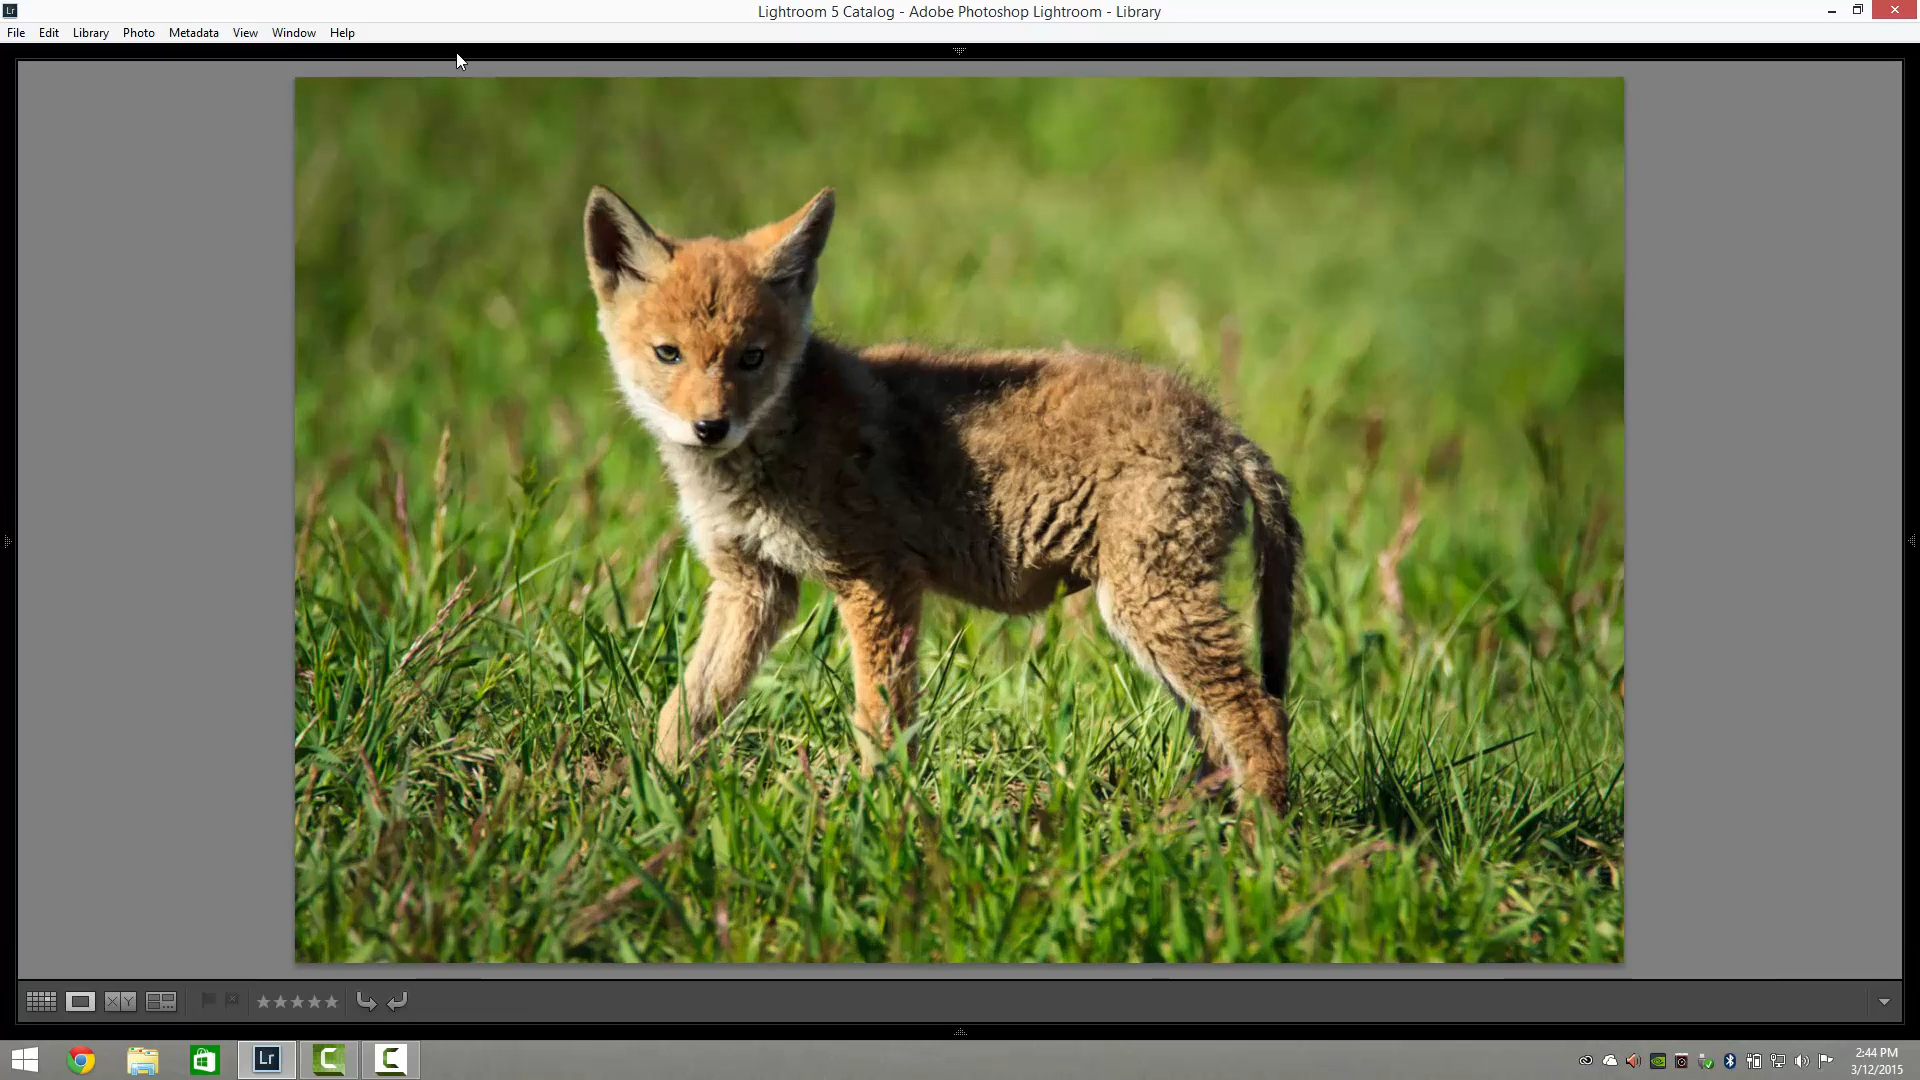 Lr
Lightroom 5 Catalog - Adobe Photoshop Lightroom - Library
File Edit Library Photo Metadata View Window Help
X Y
Lr
2:44 PM
3/12/2015